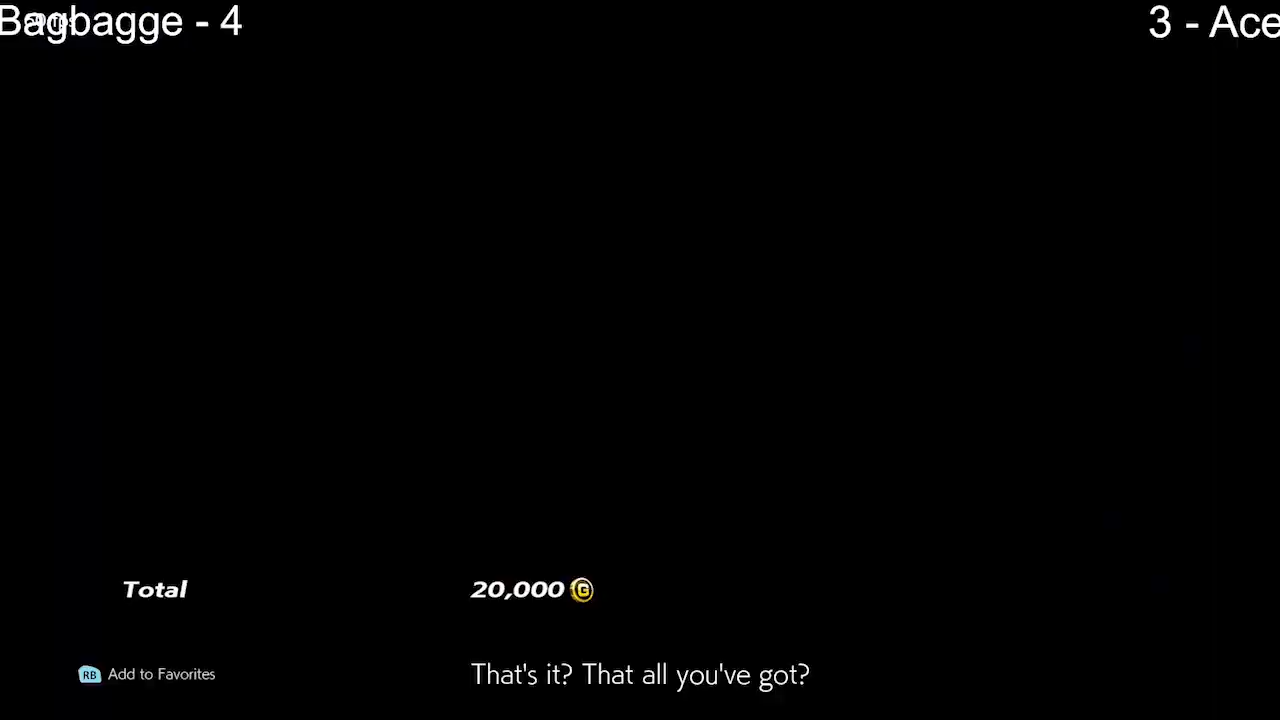 Bagbagge - 4
3 - Ace
Total
20,000 G
RB Add to Favorites
That's it? That all you've got?